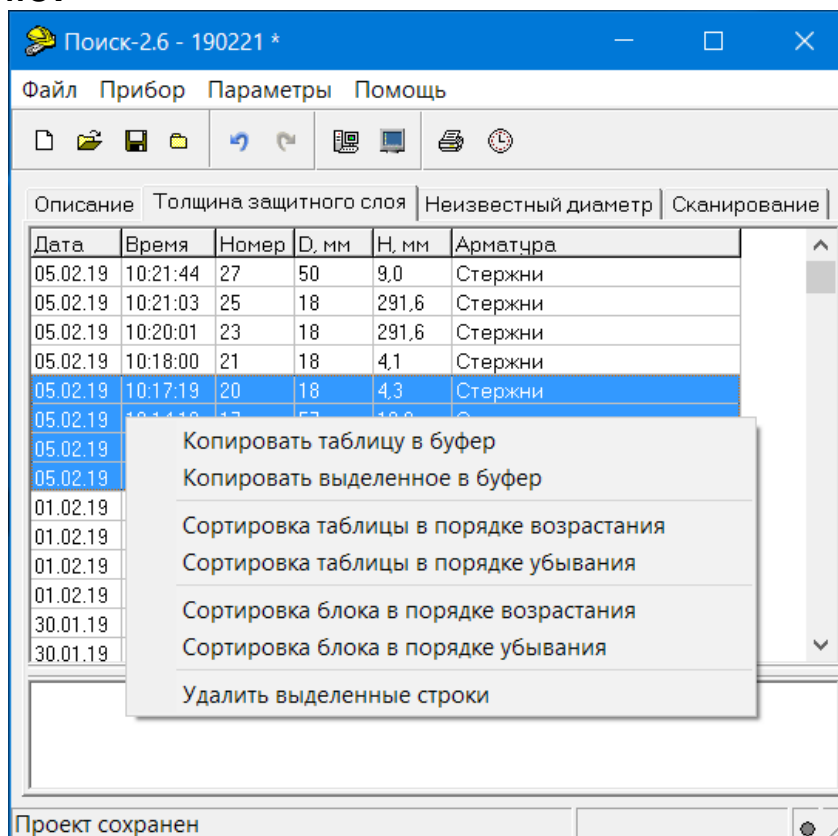 Поиск-2.6 - 190221 *
Файл Прибор Параметры Помощь
Описание Толщина защитного слоя Неизвестный диаметр Сканирование
Дата Время Номер D, мм H, мм Арматура
05.02.19 10:21:44 27 50 9,0 Стержни
05.02.19 10:21:03 25 18 291,6 Стержни
05.02.19 10:20:01 23 18 291,6 Стержни
05.02.19 10:18:00 21 18 4,1 Стержни
05.02.19 10:17:19 20 18 4,3 Стержни
05.02.19
05.02.19
05.02.19
01.02.19
01.02.19
01.02.19
01.02.19
30.01.19
30.01.19
Копировать таблицу в буфер
Копировать выделенное в буфер
Сортировка таблицы в порядке возрастания
Сортировка таблицы в порядке убывания
Сортировка блока в порядке возрастания
Сортировка блока в порядке убывания
Удалить выделенные строки
Проект сохранен